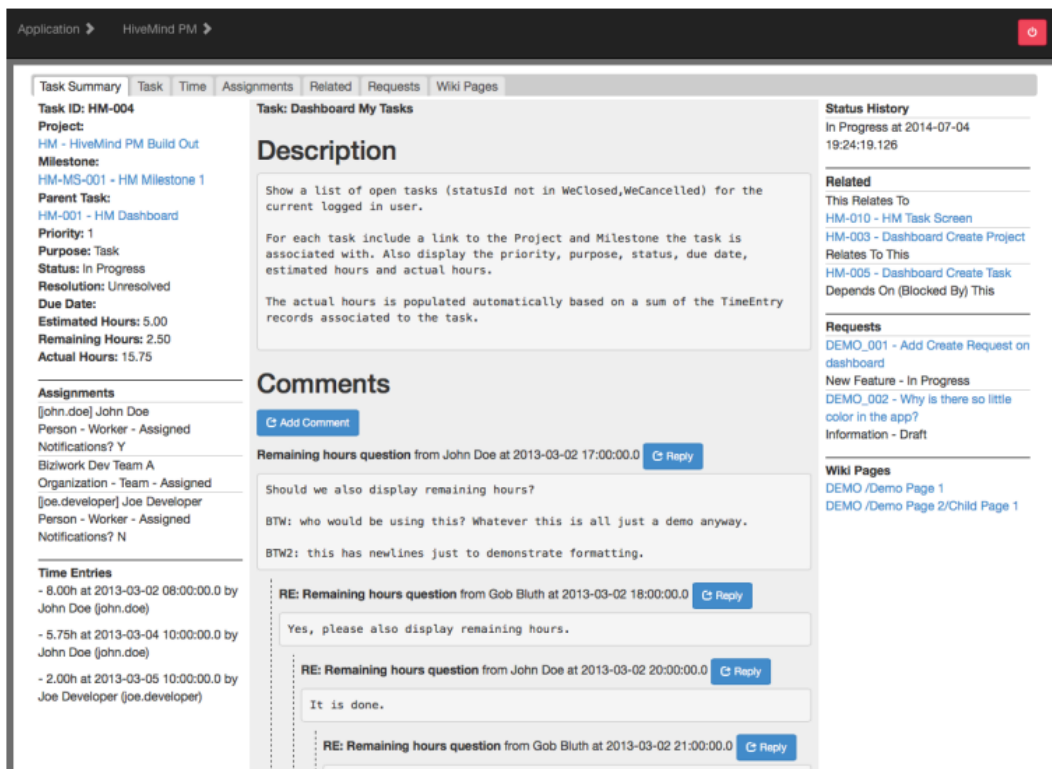 Application
HiveMind PM
Task Summary Task Time Assignments Related Requests Wiki Pages
Task ID: HM-004
Project:
HM - HiveMind PM Build Out
Milestone:
HM-MS-001 - HM Milestone 1
Parent Task:
HM-001 - HM Dashboard
Priority: 1
Purpose: Task
Status: In Progress
Resolution: Unresolved
Due Date:
Estimated Hours: 5.00
Remaining Hours: 2.50
Actual Hours: 15.75
Assignments
[john.doe] John Doe
Person - Worker - Assigned
Notifications? Y
Biziwork Dev Team A
Organization - Team - Assigned
[joe.developer] Joe Developer
Person - Worker - Assigned
Notifications? N
Time Entries
- 8.00h at 2013-03-02 08:00:00.0 by
John Doe (john.doe)
- 5.75h at 2013-03-04 10:00:00.0 by
John Doe (john.doe)
- 2.00h at 2013-03-05 10:00:00.0 by
Joe Developer (joe.developer)
Task: Dashboard My Tasks
Description
Show a list of open tasks (statusId not in WeClosed,WeCancelled) for the
current logged in user.
For each task include a link to the Project and Milestone the task is
associated with. Also display the priority, purpose, status, due date,
estimated hours and actual hours.
The actual hours is populated automatically based on a sum of the TimeEntry
records associated to the task.
Comments
Add Comment
Remaining hours question from John Doe at 2013-03-02 17:00:00.0 Reply
Should we also display remaining hours?
BTW: who would be using this? Whatever this is all just a demo anyway.
BTW2: this has newlines just to demonstrate formatting.
RE: Remaining hours question from Gob Bluth at 2013-03-02 18:00:00.0 Reply
Yes, please also display remaining hours.
RE: Remaining hours question from John Doe at 2013-03-02 20:00:00.0 Reply
It is done.
RE: Remaining hours question from Gob Bluth at 2013-03-02 21:00:00.0 Reply
Status History
In Progress at 2014-07-04
19:24:19.126
Related
This Relates To
HM-010 - HM Task Screen
HM-003 - Dashboard Create Project
Relates To This
HM-005 - Dashboard Create Task
Depends On (Blocked By) This
Requests
DEMO_001 - Add Create Request on
dashboard
New Feature - In Progress
DEMO_002 - Why is there so little
color in the app?
Information - Draft
Wiki Pages
DEMO /Demo Page 1
DEMO /Demo Page 2/Child Page 1